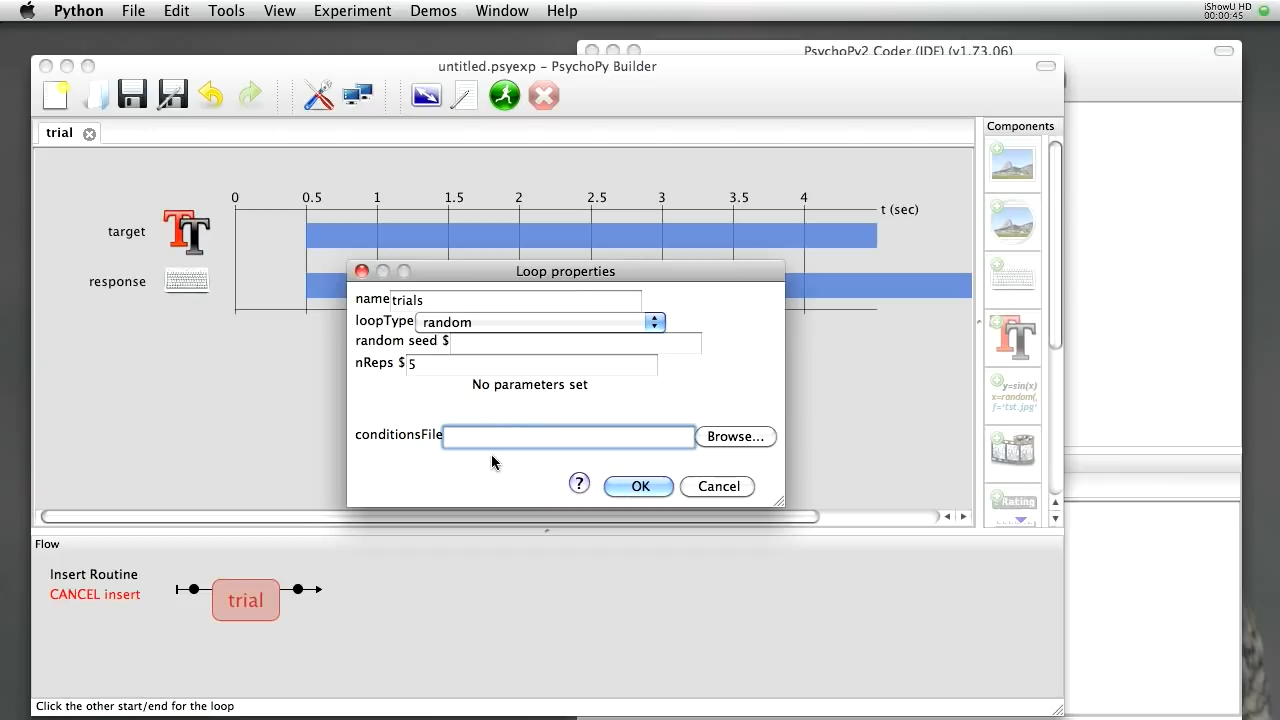 Python File Edit Tools View Experiment Demos Window Help
iShowU HD
00:00:45
PsychoPy2 Coder (IDE) (v1.73.06)
untitled.psyexp – PsychoPy Builder
trial
Components
0 0.5 1 1.5 2 2.5 3 3.5 4
t (sec)
target
response
Loop properties
name trials
loopType random
random seed $
nReps $ 5
No parameters set
conditionsFile Browse...
? OK Cancel
y=sin(x)
x=random(,
f='tst.jpg'
Rating
Flow
Insert Routine
CANCEL insert
trial
Click the other start/end for the loop